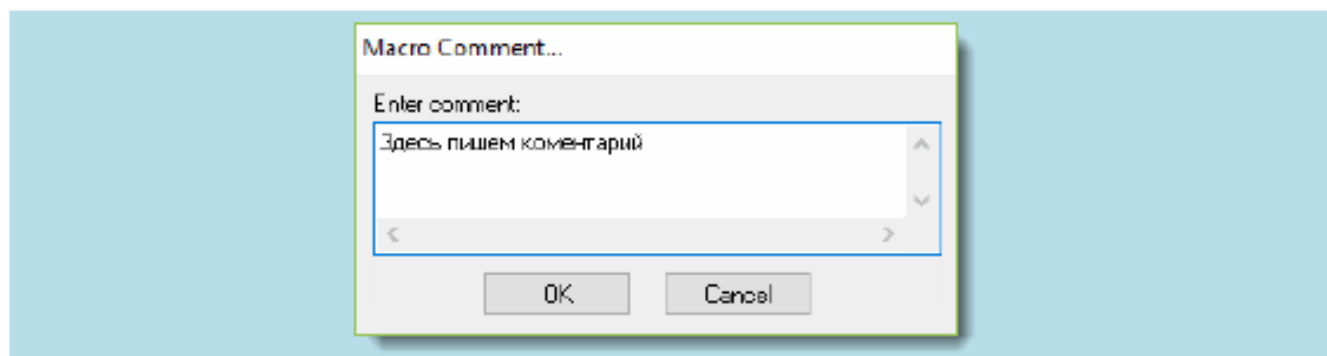 Macro Comment...
Enter comment:
Здесь пишем коментарий
OK
Cancel